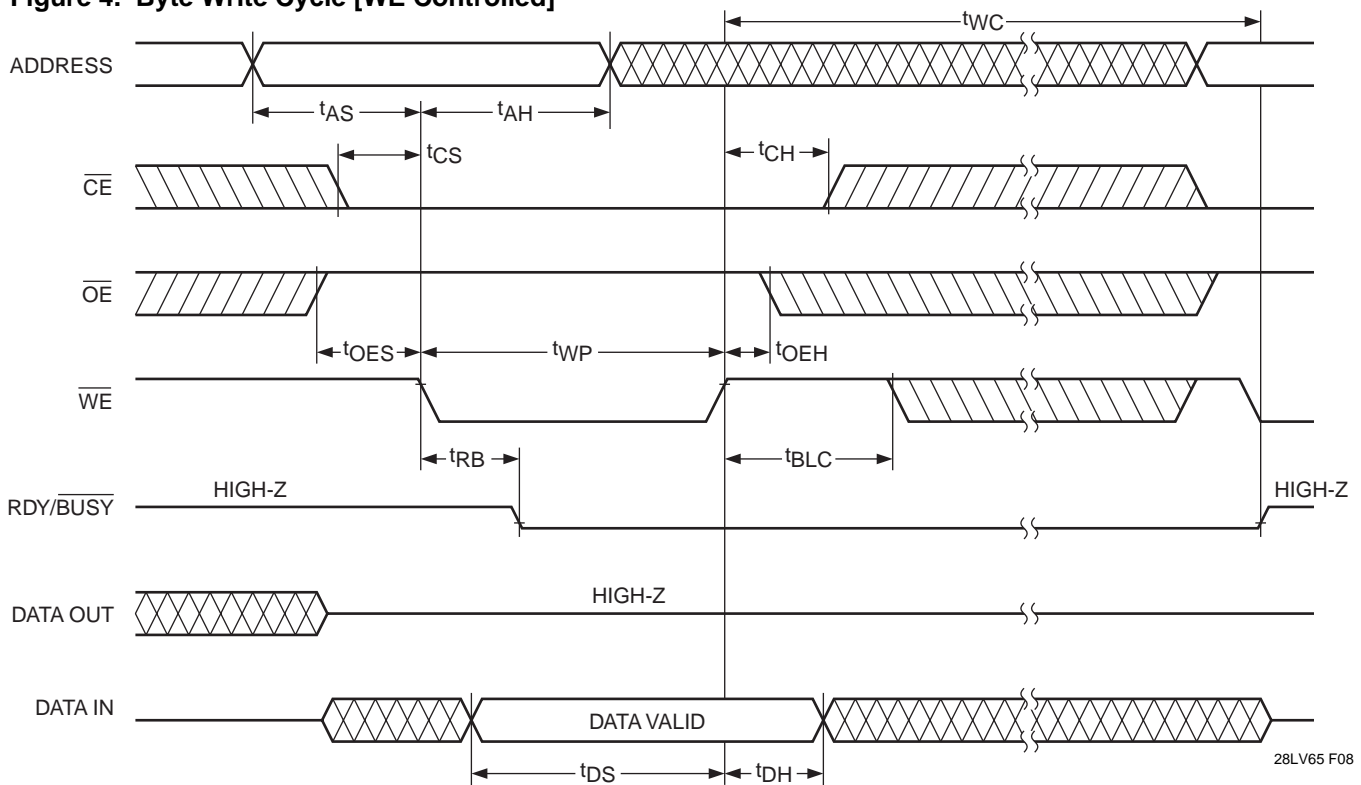 Figure 4. Byte Write Cycle [WE Controlled]
tWC
ADDRESS
tAS
tAH
tCS
tCH
CE
OE
tOES
tWP
tOEH
WE
tRB
tBLC
HIGH-Z
HIGH-Z
RDY/BUSY
HIGH-Z
DATA OUT
DATA IN
DATA VALID
28LV65 F08
tDS
tDH